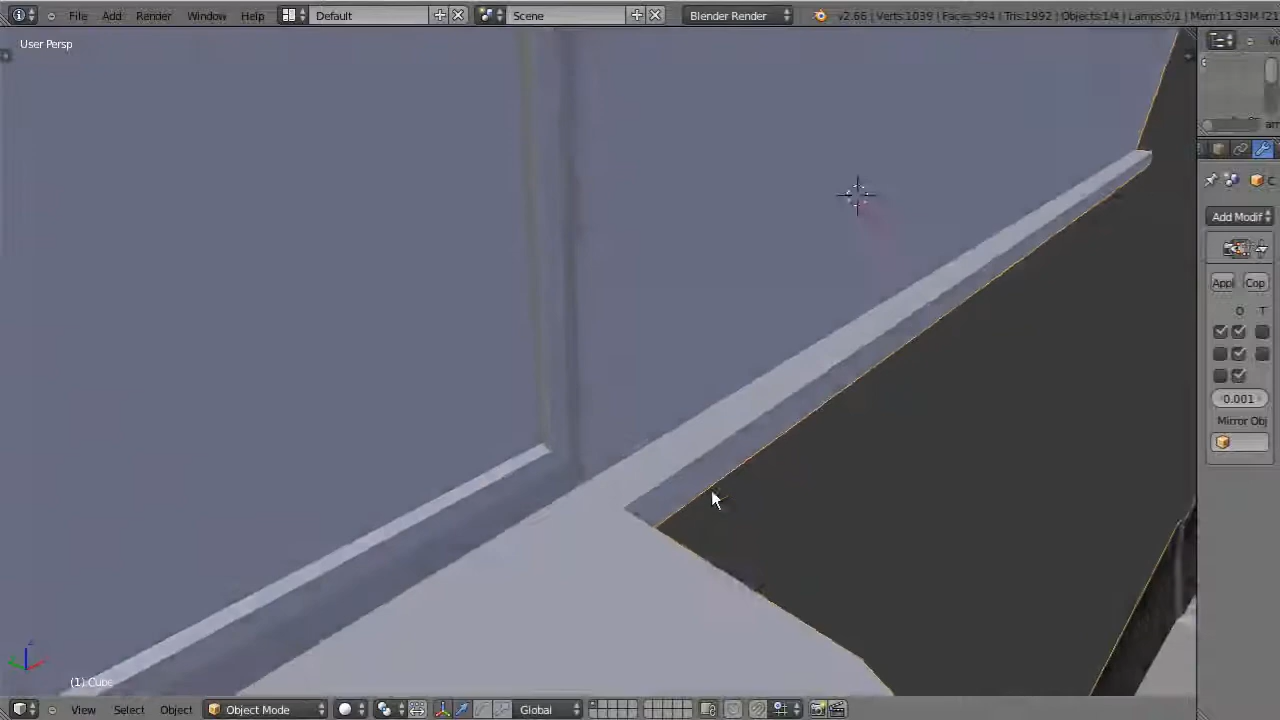 File Add Render Window Help Default Scene Blender Render v2.66 | Verts:1039 | Faces:994 | Tris:1992 | Objects:1/4 | Lamps:0/1 | Mem:11.93M (21
User Persp
Add Modif
Appl Cop
0.001
Mirror Obj
(1) Cube
View Select Object Object Mode Global